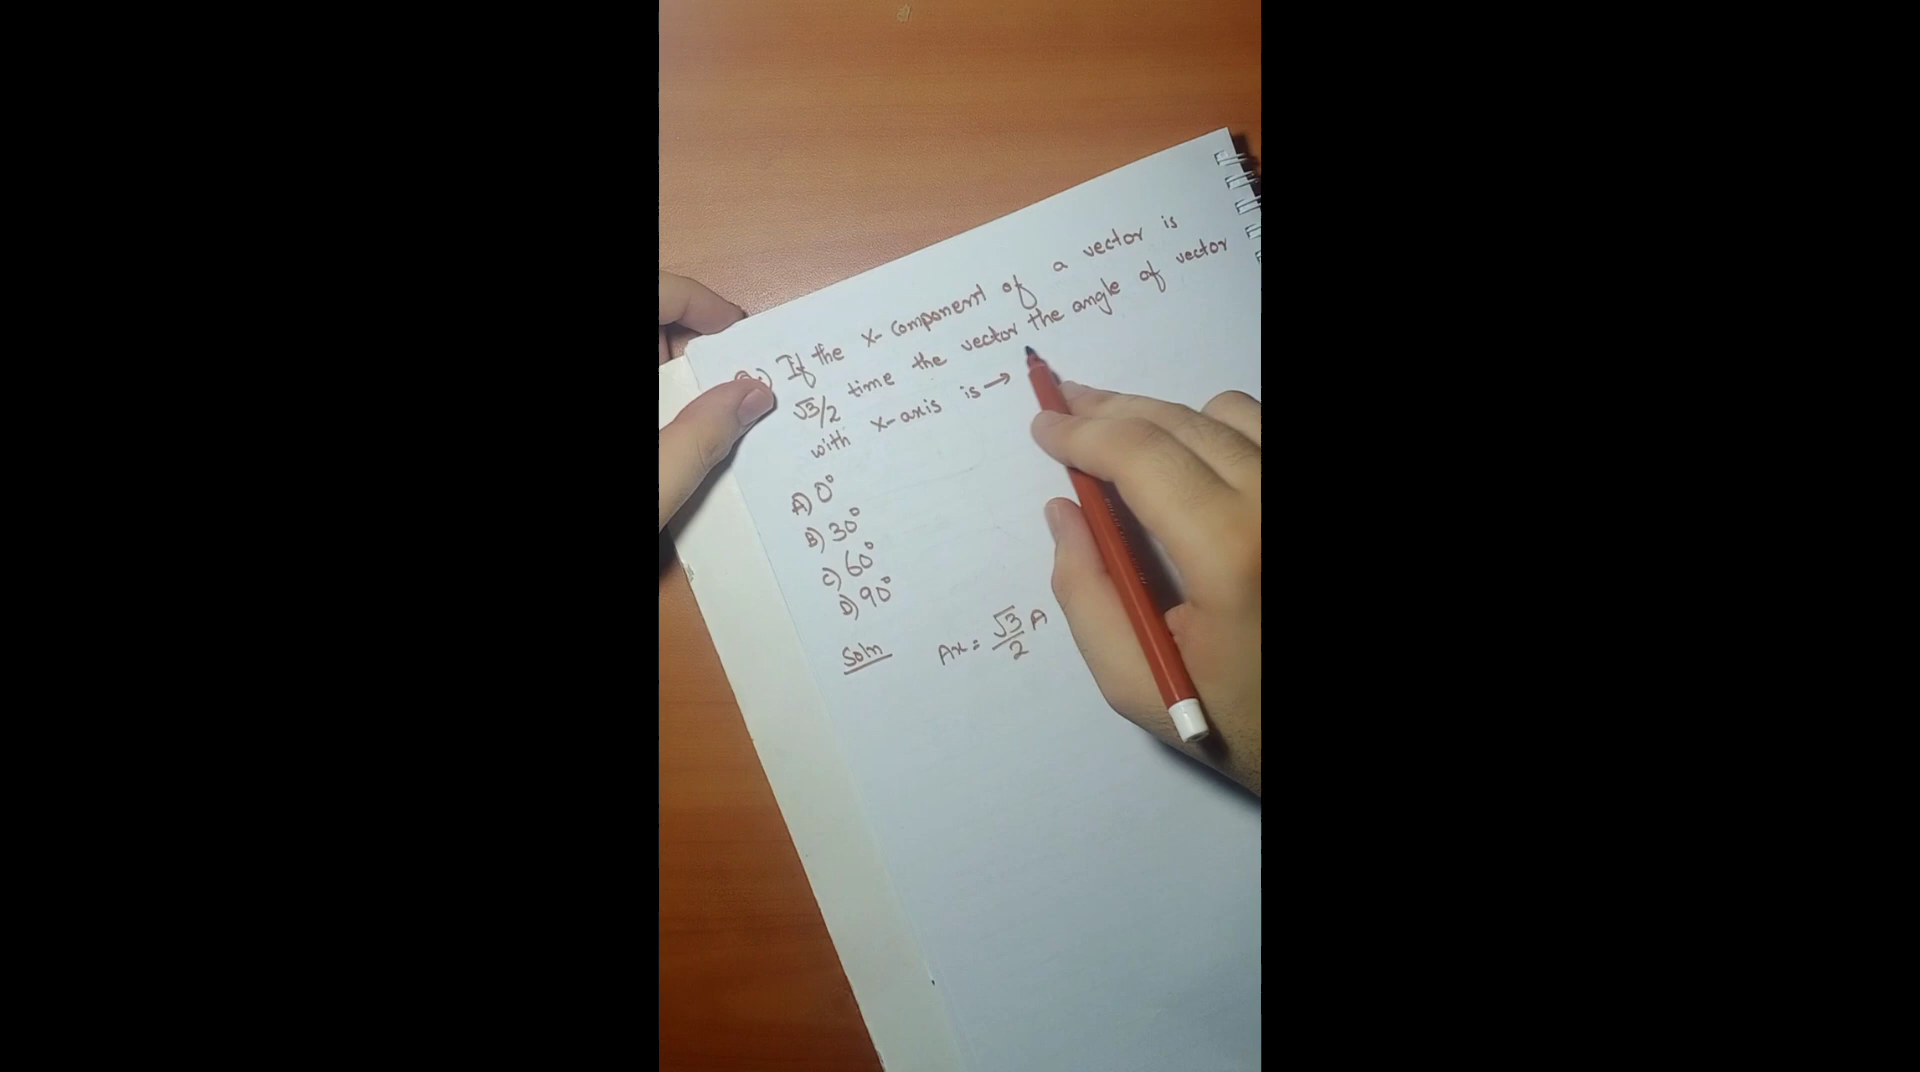 If the x-component of a vector is
√3/2 time the vector the angle of vector
with x-axis is →
A) 0°
B) 30°
C) 60°
D) 90°
Soln Ax = √3/2 A